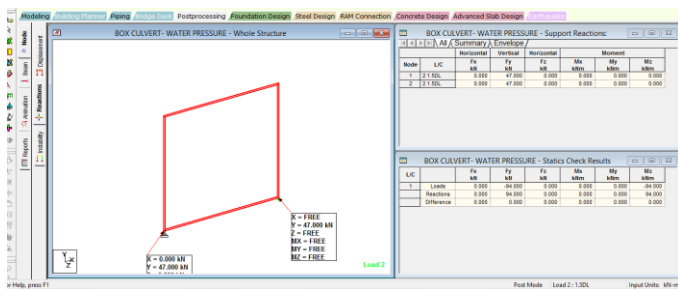 Modeling Building Planner Piping Bridge Deck Postprocessing Foundation Design Steel Design RAM Connection Concrete Design Advanced Slab Design Earthquake
Node
Beam
Animation
Reports
Displacement
Reactions
Instability
BOX CULVERT- WATER PRESSURE - Whole Structure
X = FREE
Y = 47.000 kN
Z = FREE
MX = FREE
MY = FREE
MZ = FREE
X = 0.000 kN
Y = 47.000 kN
Y
X
Z
Load 2
BOX CULVERT- WATER PRESSURE - Support Reactions
All Summary Envelope
Horizontal Vertical Horizontal Moment
Node L/C Fx kN Fy kN Fz kN Mx kNm My kNm Mz kNm
1 2 1.5DL 0.000 47.000 0.000 0.000 0.000 0.000
2 2 1.5DL 0.000 47.000 0.000 0.000 0.000 0.000
BOX CULVERT- WATER PRESSURE - Statics Check Results
L/C Fx kN Fy kN Fz kN Mx kNm My kNm Mz kNm
1 Loads 0.000 -94.000 0.000 0.000 0.000 -94.000
Reactions 0.000 94.000 0.000 0.000 0.000 94.000
Difference 0.000 0.000 0.000 0.000 0.000 0.000
or Help, press F1 Post Mode Load 2 : 1.5DL Input Units kN-m